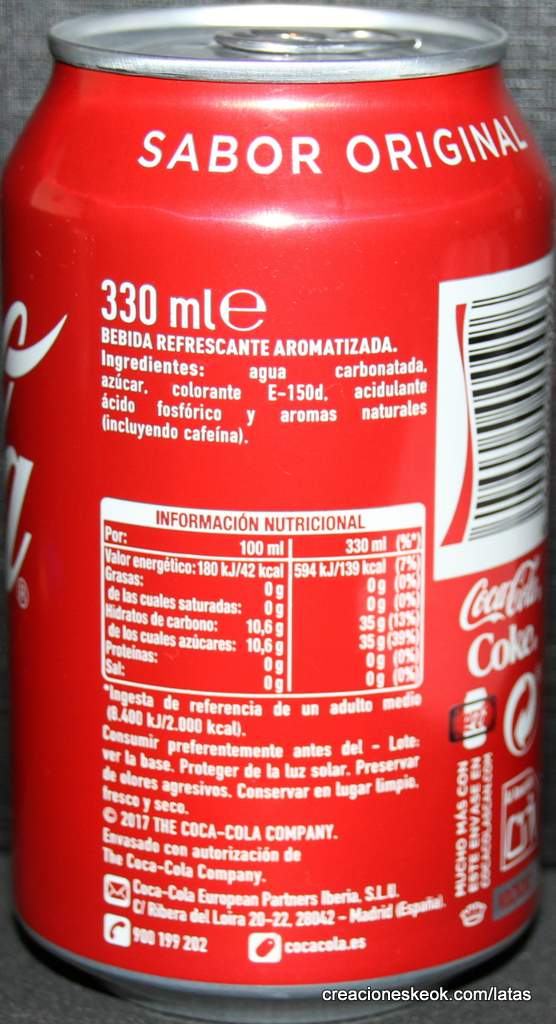 SABOR ORIGINAL
330 ml e
BEBIDA REFRESCANTE AROMATIZADA.
Ingredientes: agua carbonatada,
azúcar, colorante E-150d, acidulante
ácido fosfórico y aromas naturales
(incluyendo cafeína).
INFORMACIÓN NUTRICIONAL
Por: 100 ml 330 ml (%*)
Valor energético: 180 kJ/42 kcal 594 kJ/139 kcal (7%)
Grasas: 0 g 0 g (0%)
de las cuales saturadas: 0 g 0 g (0%)
Hidratos de carbono: 10,6 g 35 g (13%)
de los cuales azúcares: 10,6 g 35 g (39%)
Proteínas: 0 g 0 g (0%)
Sal: 0 g 0 g (0%)
*Ingesta de referencia de un adulto medio
(8.400 kJ/2.000 kcal).
Consumir preferentemente antes del - Lote:
ver la base. Proteger de la luz solar. Preservar
de olores agresivos. Conservar en lugar limpio,
fresco y seco.
© 2017 THE COCA-COLA COMPANY.
Envasado con autorización de
The Coca-Cola Company.
Coca-Cola European Partners Iberia, S.L.U.
C/ Ribera del Loira 20-22, 28042 - Madrid (España).
900 199 202 cocacola.es
Coca-Cola
Coke.
MUCHO MÁS CON
ESTE ENVASE EN
®
creacioneskeok.com/latas